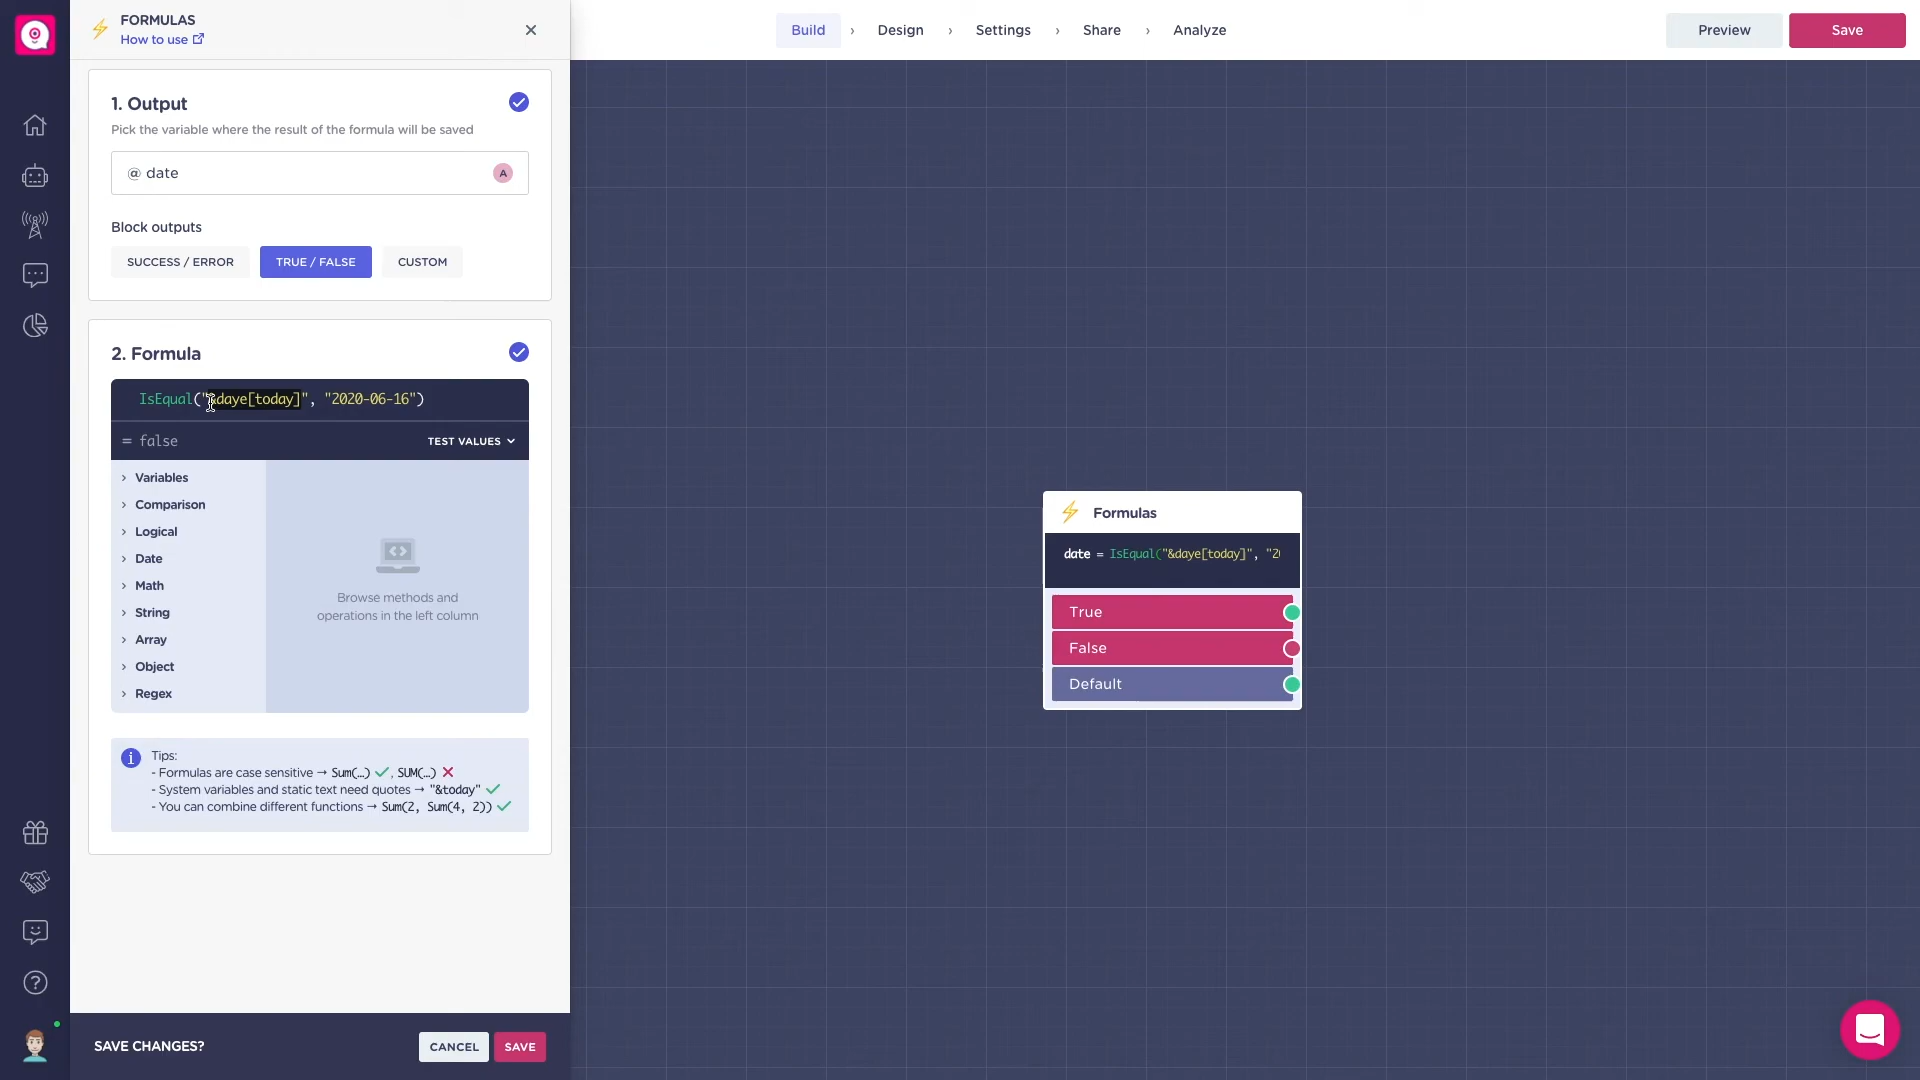 FORMULAS
How to use
1. Output
Pick the variable where the result of the formula will be saved
@ date
A
Block outputs
SUCCESS / ERROR
TRUE / FALSE
CUSTOM
2. Formula
IsEqual("&daye[today]", "2020-06-16")
= false
TEST VALUES
Variables
Comparison
Logical
Date
Math
String
Array
Object
Regex
Browse methods and
operations in the left column
Tips:
- Formulas are case sensitive → Sum(…) ✓, SUM(…) ✗
- System variables and static text need quotes → "&today" ✓
- You can combine different functions → Sum(2, Sum(4, 2)) ✓
SAVE CHANGES?
CANCEL
SAVE
Build › Design › Settings › Share › Analyze
Preview
Save
Formulas
date = IsEqual("&daye[today]", "20
True
False
Default